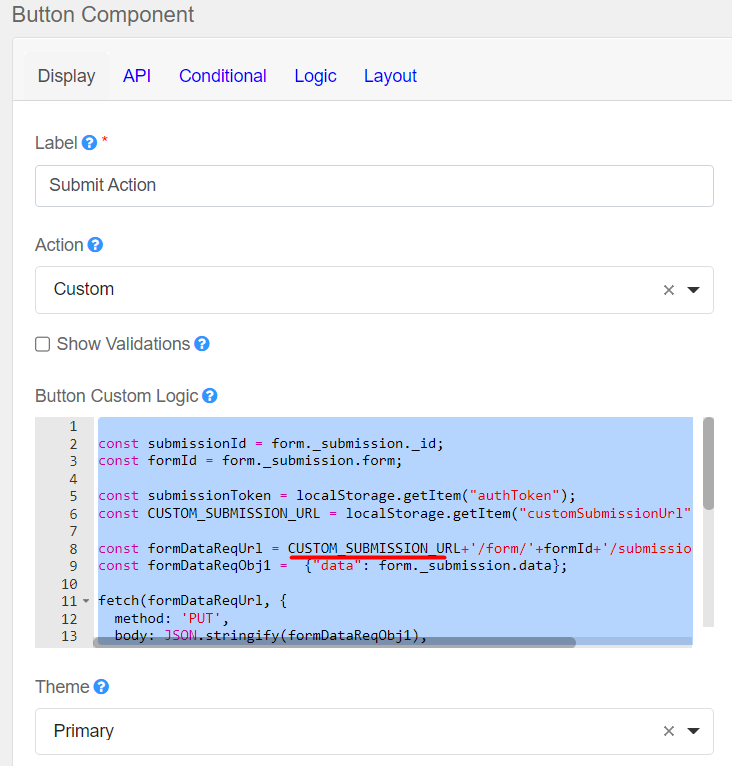 Button Component
Display API Conditional Logic Layout
Label ? *
Submit Action
Action ?
Custom ×
Show Validations ?
Button Custom Logic ?
1
2 const submissionId = form._submission._id;
3 const formId = form._submission.form;
4
5 const submissionToken = localStorage.getItem("authToken");
6 const CUSTOM_SUBMISSION_URL = localStorage.getItem("customSubmissionUrl"
7
8 const formDataReqUrl = CUSTOM_SUBMISSION_URL+'/form/'+formId+'/submissio
9 const formDataReqObj1 =  {"data": form._submission.data};
10
11 fetch(formDataReqUrl, {
12   method: 'PUT',
13   body: JSON.stringify(formDataReqObj1),
Theme ?
Primary ×